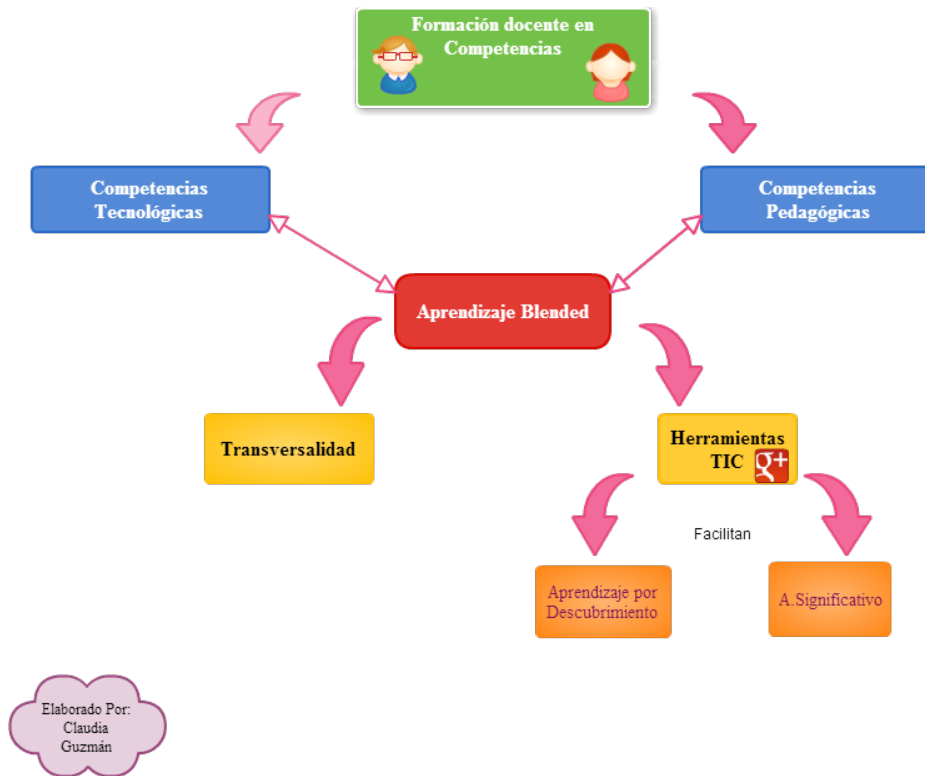 Formación docente en
Competencias
Competencias
Tecnológicas
Competencias
Pedagógicas
Aprendizaje Blended
Transversalidad
Herramientas
TIC
g+
Facilitan
Aprendizaje por
Descubrimiento
A.Significativo
Elaborado Por:
Claudia
Guzmán